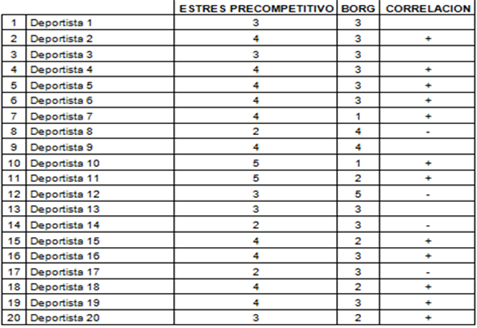 ESTRES PRECOMPETITIVO BORG CORRELACION
1 Deportista 1 3 3
2 Deportista 2 4 3 +
3 Deportista 3 3 3
4 Deportista 4 4 3 +
5 Deportista 5 4 3 +
6 Deportista 6 4 3 +
7 Deportista 7 4 1 +
8 Deportista 8 2 4 -
9 Deportista 9 4 4
10 Deportista 10 5 1 +
11 Deportista 11 5 2 +
12 Deportista 12 3 5 -
13 Deportista 13 3 3
14 Deportista 14 2 3 -
15 Deportista 15 4 2 +
16 Deportista 16 4 3 +
17 Deportista 17 2 3 -
18 Deportista 18 4 2 +
19 Deportista 19 4 3 +
20 Deportista 20 3 2 +